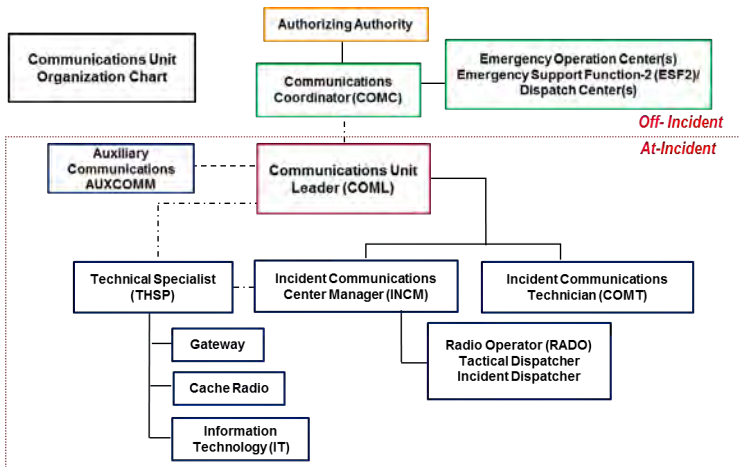 Authorizing Authority
Communications Unit
Organization Chart
Communications
Coordinator (COMC)
Emergency Operation Center(s)
Emergency Support Function-2 (ESF2)/
Dispatch Center(s)
Off- Incident
At-Incident
Auxiliary
Communications
AUXCOMM
Communications Unit
Leader (COML)
Technical Specialist
(THSP)
Incident Communications
Center Manager (INCM)
Incident Communications
Technician (COMT)
Gateway
Cache Radio
Information
Technology (IT)
Radio Operator (RADO)
Tactical Dispatcher
Incident Dispatcher